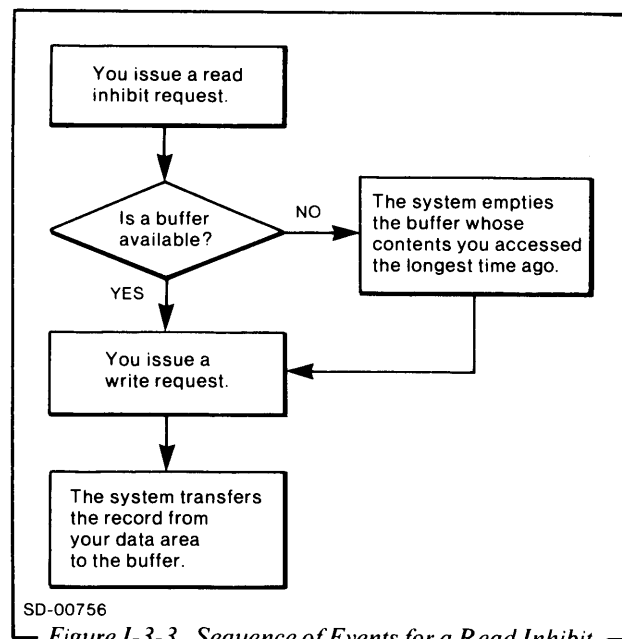 You issue a read
inhibit request.
Is a buffer
available?
NO
The system empties
the buffer whose
contents you accessed
the longest time ago.
YES
You issue a
write request.
The system transfers
the record from
your data area
to the buffer.
SD-00756
Figure I-3-3. Sequence of Events for a Read Inhibit